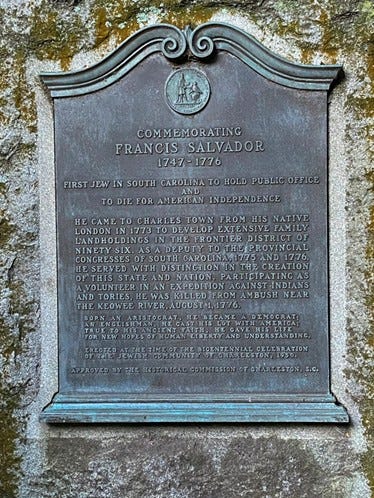 COMMEMORATING
FRANCIS SALVADOR
1747 - 1776
FIRST JEW IN SOUTH CAROLINA TO HOLD PUBLIC OFFICE
AND
TO DIE FOR AMERICAN INDEPENDENCE
HE CAME TO CHARLES TOWN FROM HIS NATIVE
LONDON IN 1773 TO DEVELOP EXTENSIVE FAMILY
LANDHOLDINGS IN THE FRONTIER DISTRICT OF
NINETY SIX. AS A DEPUTY TO THE PROVINCIAL
CONGRESSES OF SOUTH CAROLINA, 1775 AND 1776,
HE SERVED WITH DISTINCTION IN THE CREATION
OF THIS STATE AND NATION. PARTICIPATING AS
A VOLUNTEER IN AN EXPEDITION AGAINST INDIANS
AND TORIES, HE WAS KILLED FROM AMBUSH NEAR
THE KEOWEE RIVER, AUGUST 1, 1776.
BORN AN ARISTOCRAT, HE BECAME A DEMOCRAT;
AN ENGLISHMAN, HE CAST HIS LOT WITH AMERICA;
TRUE TO HIS ANCIENT FAITH, HE GAVE HIS LIFE
FOR NEW HOPES OF HUMAN LIBERTY AND UNDERSTANDING.
ERECTED AT THE TIME OF THE BICENTENNIAL CELEBRATION
OF THE JEWISH COMMUNITY OF CHARLESTON, 1950.
APPROVED BY THE HISTORICAL COMMISSION OF CHARLESTON, S.C.